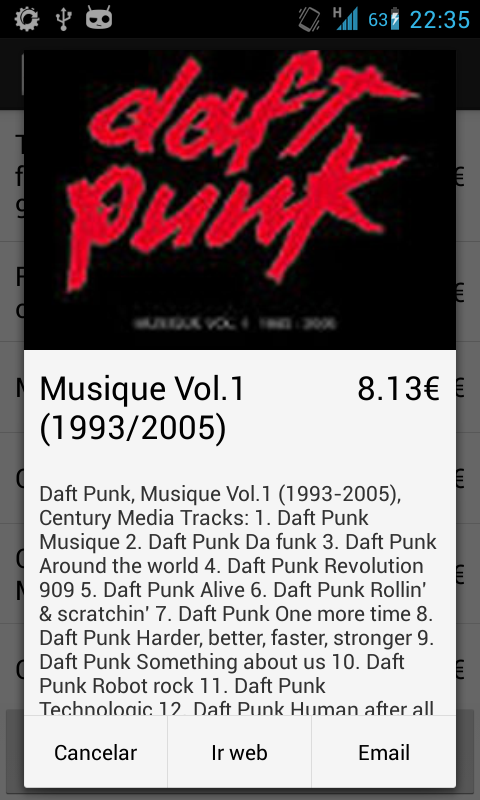 H 63 22:35
daft
punk
MUSIQUE VOL. 1 1993 - 2005
Musique Vol.1 8.13€
(1993/2005)
Daft Punk, Musique Vol.1 (1993-2005),
Century Media Tracks: 1. Daft Punk
Musique 2. Daft Punk Da funk 3. Daft Punk
Around the world 4. Daft Punk Revolution
909 5. Daft Punk Alive 6. Daft Punk Rollin'
& scratchin' 7. Daft Punk One more time 8.
Daft Punk Harder, better, faster, stronger 9.
Daft Punk Something about us 10. Daft
Punk Robot rock 11. Daft Punk
Technologic 12. Daft Punk Human after all
Cancelar Ir web Email